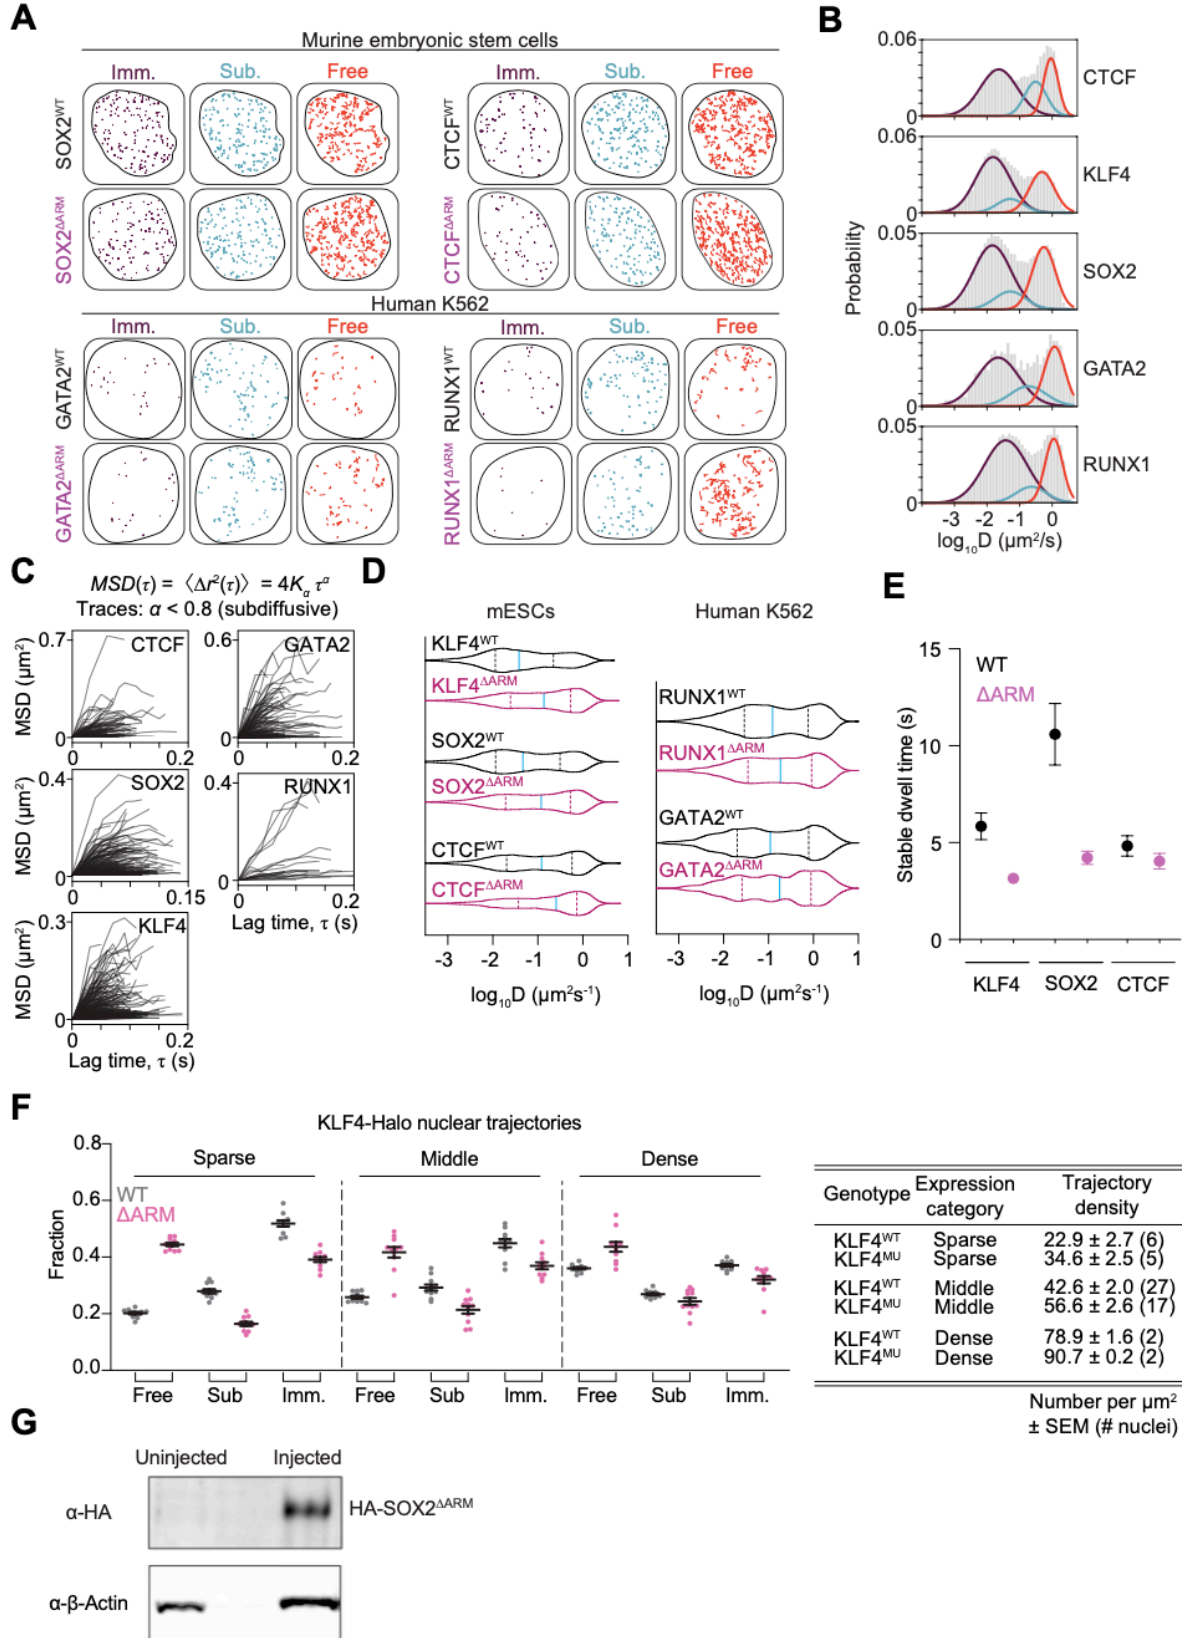 A
Murine embryonic stem cells
Imm. Sub. Free Imm. Sub. Free
SOX2WT
CTCFWT
SOX2ΔARM
CTCFΔARM
Human K562
Imm. Sub. Free Imm. Sub. Free
GATA2WT
RUNX1WT
GATA2ΔARM
RUNX1ΔARM
B
0.06
0
CTCF
0.06
0
KLF4
0.05
0
SOX2
0.05
0
GATA2
0.05
0
RUNX1
Probability
-3 -2 -1 0
log10D (μm2/s)
C
MSD(τ) = 〈Δr2(τ)〉 = 4Kα τα
Traces: α < 0.8 (subdiffusive)
MSD (μm2)
0.7
0
CTCF
0 0.2
0.6
0
GATA2
0 0.2
MSD (μm2)
0.4
0
SOX2
0 0.15
0.4
0
RUNX1
0 0.2
Lag time, τ (s)
MSD (μm2)
0.3
0
KLF4
0 0.2
Lag time, τ (s)
D
mESCs
KLF4WT
KLF4ΔARM
SOX2WT
SOX2ΔARM
CTCFWT
CTCFΔARM
-3 -2 -1 0 1
log10D (μm2s-1)
Human K562
RUNX1WT
RUNX1ΔARM
GATA2WT
GATA2ΔARM
-3 -2 -1 0 1
log10D (μm2s-1)
E
Stable dwell time (s)
15
10
5
0
WT
ΔARM
KLF4 SOX2 CTCF
F
KLF4-Halo nuclear trajectories
Sparse Middle Dense
WT
ΔARM
Fraction
0.8
0.6
0.4
0.2
0.0
Free Sub Imm. Free Sub Imm. Free Sub Imm.
Genotype Expression category Trajectory density
KLF4WT Sparse 22.9 ± 2.7 (6)
KLF4MU Sparse 34.6 ± 2.5 (5)
KLF4WT Middle 42.6 ± 2.0 (27)
KLF4MU Middle 56.6 ± 2.6 (17)
KLF4WT Dense 78.9 ± 1.6 (2)
KLF4MU Dense 90.7 ± 0.2 (2)
Number per μm2
± SEM (# nuclei)
G
Uninjected Injected
α-HA
HA-SOX2ΔARM
α-β-Actin